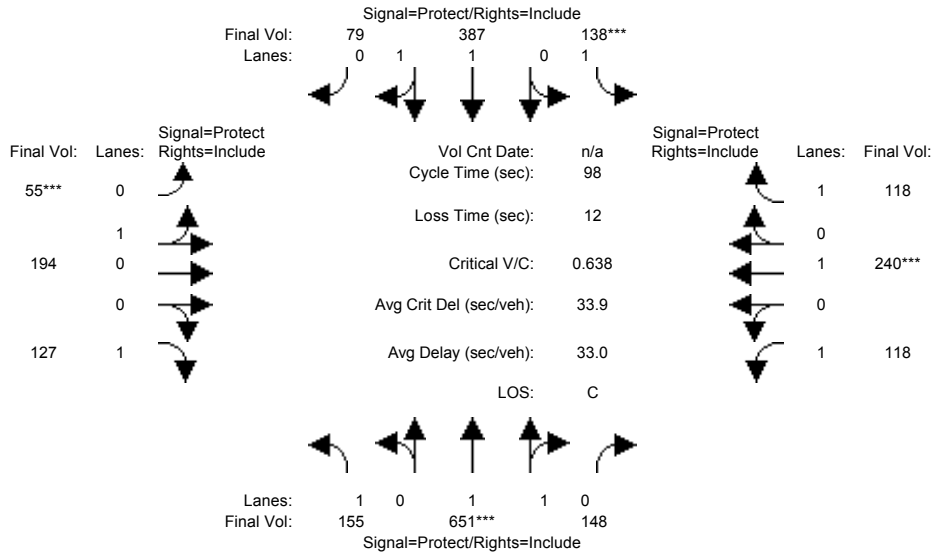 Signal=Protect/Rights=Include
Final Vol: 79 387 138***
Lanes: 0 1 1 0 1
Signal=Protect Signal=Protect
Final Vol: Lanes: Rights=Include Vol Cnt Date: n/a Rights=Include Lanes: Final Vol:
Cycle Time (sec): 98
55*** 0 1 118
Loss Time (sec): 12
1 0
194 0 Critical V/C: 0.638 1 240***
0 Avg Crit Del (sec/veh): 33.9 0
127 1 Avg Delay (sec/veh): 33.0 1 118
LOS: C
Lanes: 1 0 1 1 0
Final Vol: 155 651*** 148
Signal=Protect/Rights=Include